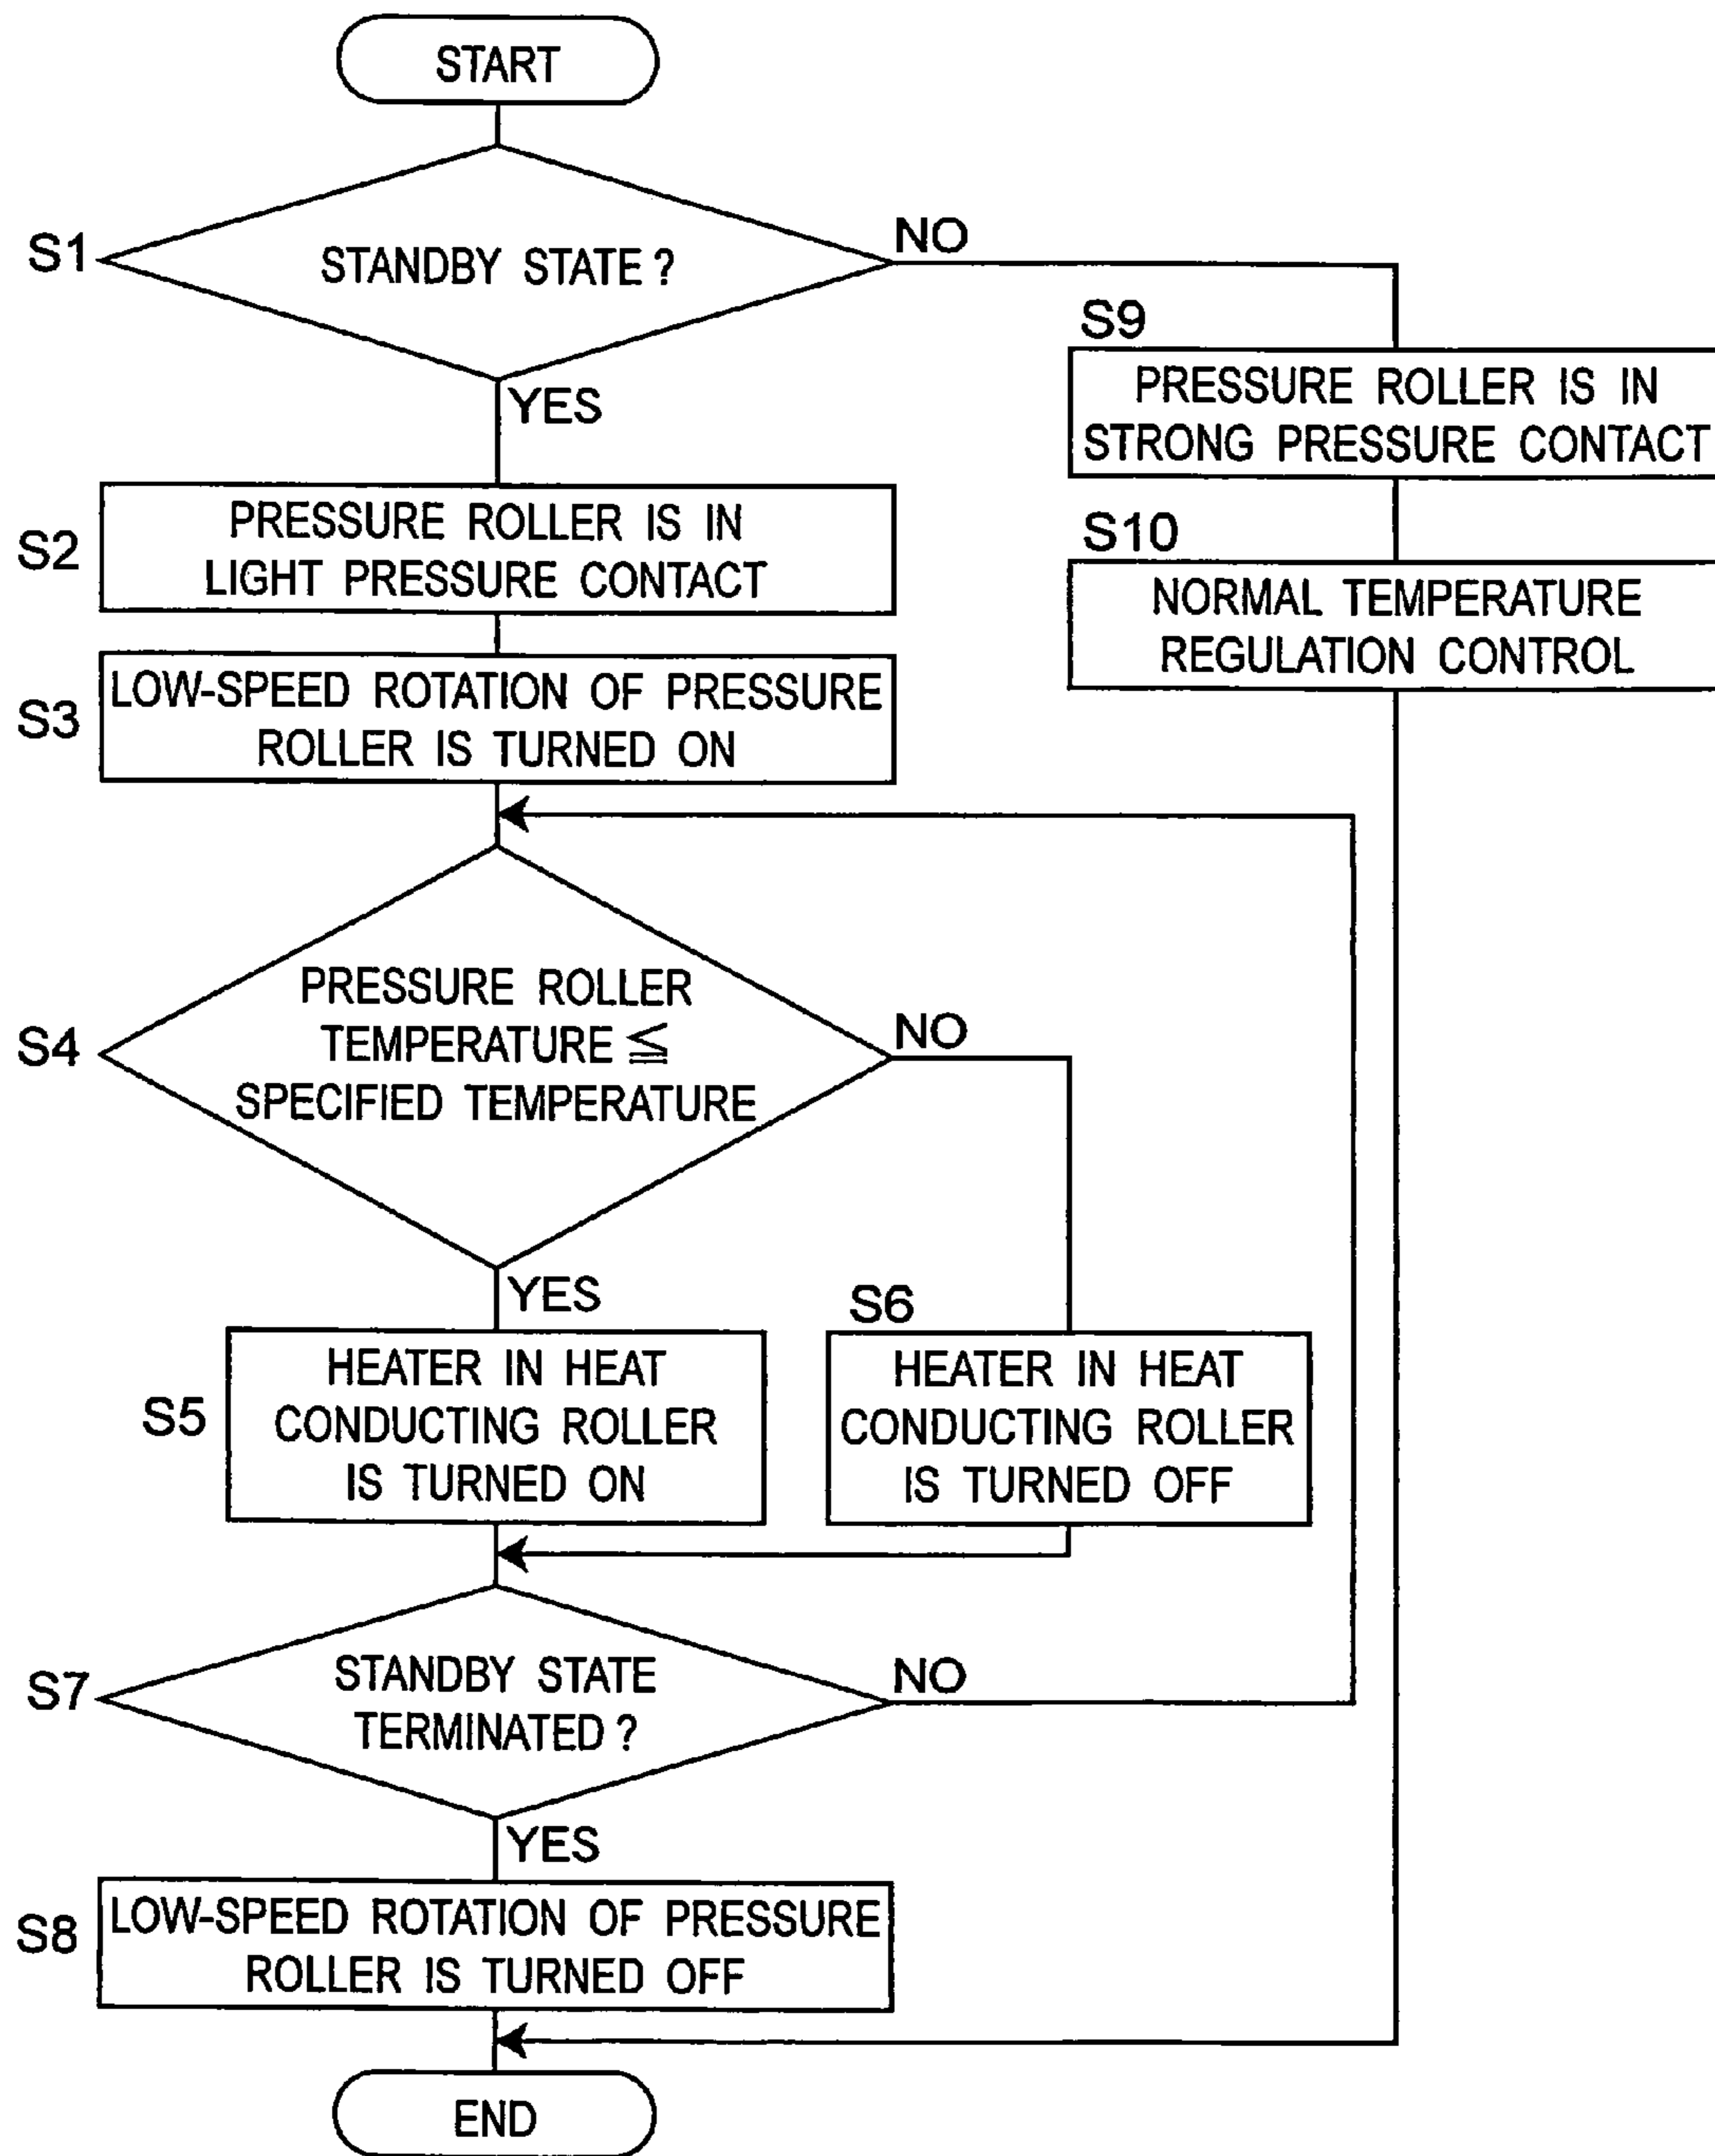 START
S1
STANDBY STATE ?
NO
YES
S9
PRESSURE ROLLER IS IN
STRONG PRESSURE CONTACT
S2
PRESSURE ROLLER IS IN
LIGHT PRESSURE CONTACT
S10
NORMAL TEMPERATURE
REGULATION CONTROL
S3
LOW-SPEED ROTATION OF PRESSURE
ROLLER IS TURNED ON
S4
PRESSURE ROLLER
TEMPERATURE ≦
SPECIFIED TEMPERATURE
NO
YES
S5
HEATER IN HEAT
CONDUCTING ROLLER
IS TURNED ON
S6
HEATER IN HEAT
CONDUCTING ROLLER
IS TURNED OFF
S7
STANDBY STATE
TERMINATED ?
NO
YES
S8
LOW-SPEED ROTATION OF PRESSURE
ROLLER IS TURNED OFF
END